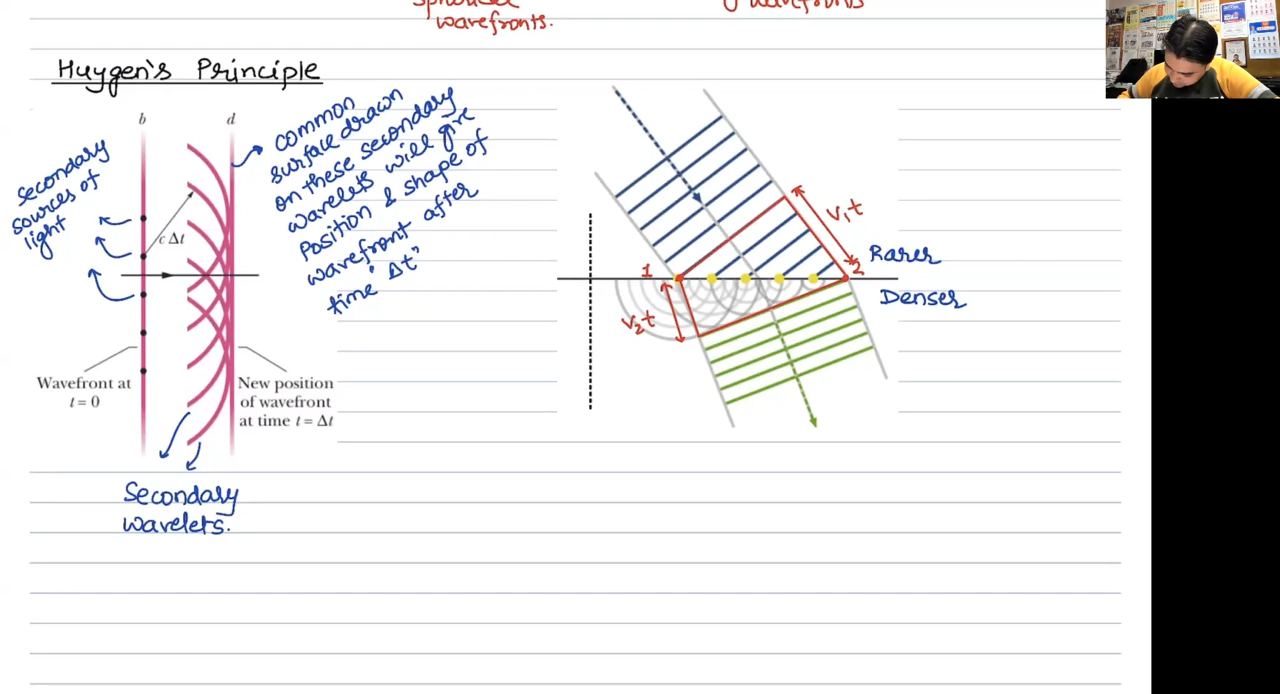 wavefronts.
wavefronts
Huygen's Principle
b
d
Secondary
sources of
light
cΔt
common
surface drawn
on these secondary
wavelets will give
Position & shape of
wavefront after
time "Δt"
Wavefront at
t = 0
New position
of wavefront
at time t = Δt
Secondary
wavelets.
1
2
v₁t
Rarer
Denser
v₂t